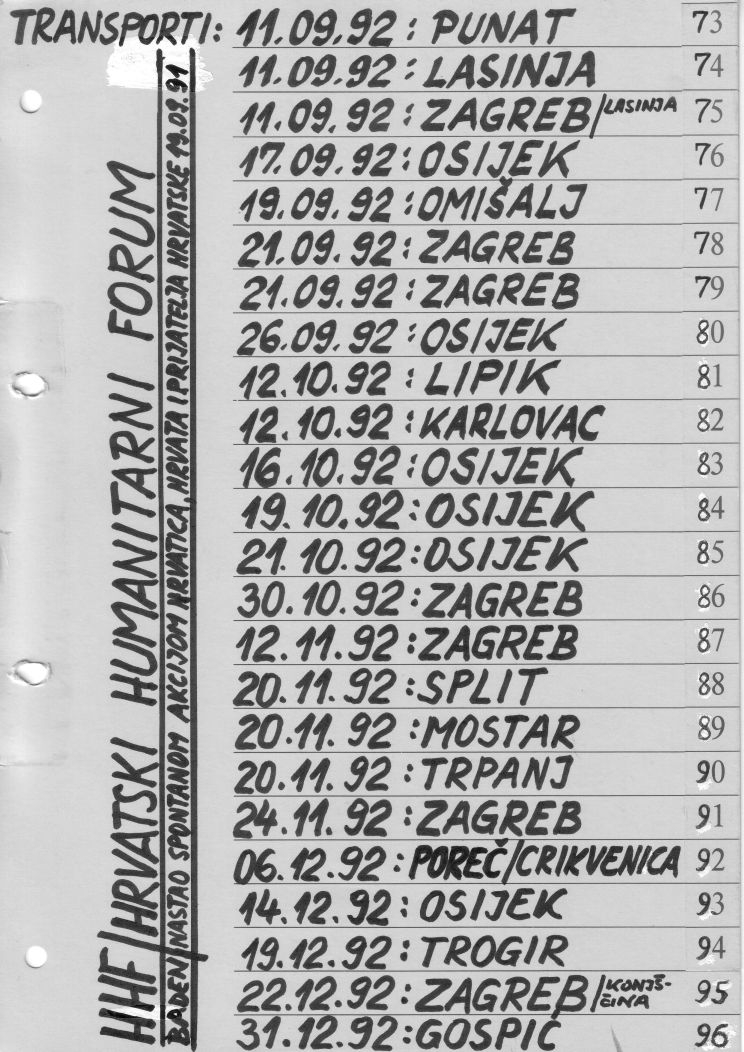 TRANSPORTI: 11.09.92: PUNAT 73
11.09.92: LASINJA 74
11.09.92: ZAGREB/LASINJA 75
17.09.92: OSIJEK 76
19.09.92: OMIŠALJ 77
21.09.92: ZAGREB 78
21.09.92: ZAGREB 79
26.09.92: OSIJEK 80
12.10.92: LIPIK 81
12.10.92: KARLOVAC 82
16.10.92: OSIJEK 83
19.10.92: OSIJEK 84
21.10.92: OSIJEK 85
30.10.92: ZAGREB 86
12.11.92: ZAGREB 87
20.11.92: SPLIT 88
20.11.92: MOSTAR 89
20.11.92: TRPANJ 90
24.11.92: ZAGREB 91
06.12.92: POREČ/CRIKVENICA 92
14.12.92: OSIJEK 93
19.12.92: TROGIR 94
22.12.92: ZAGREB/KONJŠ-
ČINA 95
31.12.92: GOSPIĆ 96
HHF/HRVATSKI HUMANITARNI FORUM
BADEN/NASTAO SPONTANOM AKCIJOM HRVATICA, HRVATA I PRIJATELJA HRVATSKE 19.09.91